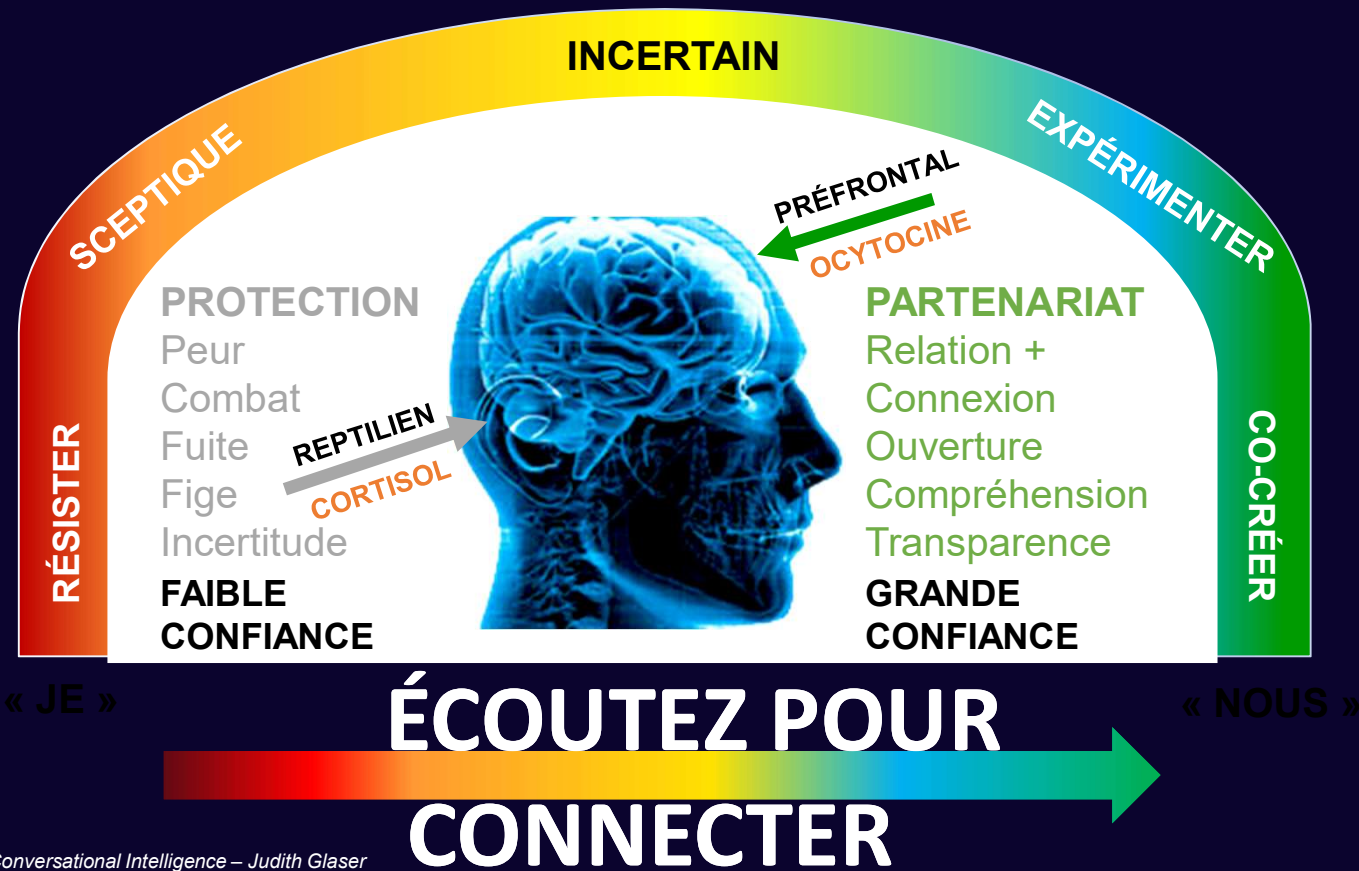 INCERTAIN
SCEPTIQUE
EXPÉRIMENTER
RÉSISTER
CO-CRÉER
PRÉFRONTAL
OCYTOCINE
PROTECTION
Peur
Combat
Fuite
Fige
Incertitude
FAIBLE
CONFIANCE
REPTILIEN
CORTISOL
PARTENARIAT
Relation +
Connexion
Ouverture
Compréhension
Transparence
GRANDE
CONFIANCE
« JE »
« NOUS »
ÉCOUTEZ POUR
CONNECTER
Conversational Intelligence – Judith Glaser